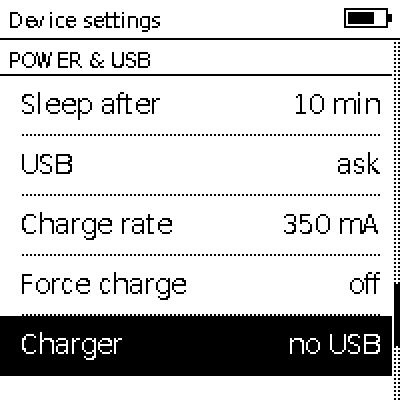 Device settings
POWER & USB
Sleep after 10 min
USB ask
Charge rate 350 mA
Force charge off
Charger no USB